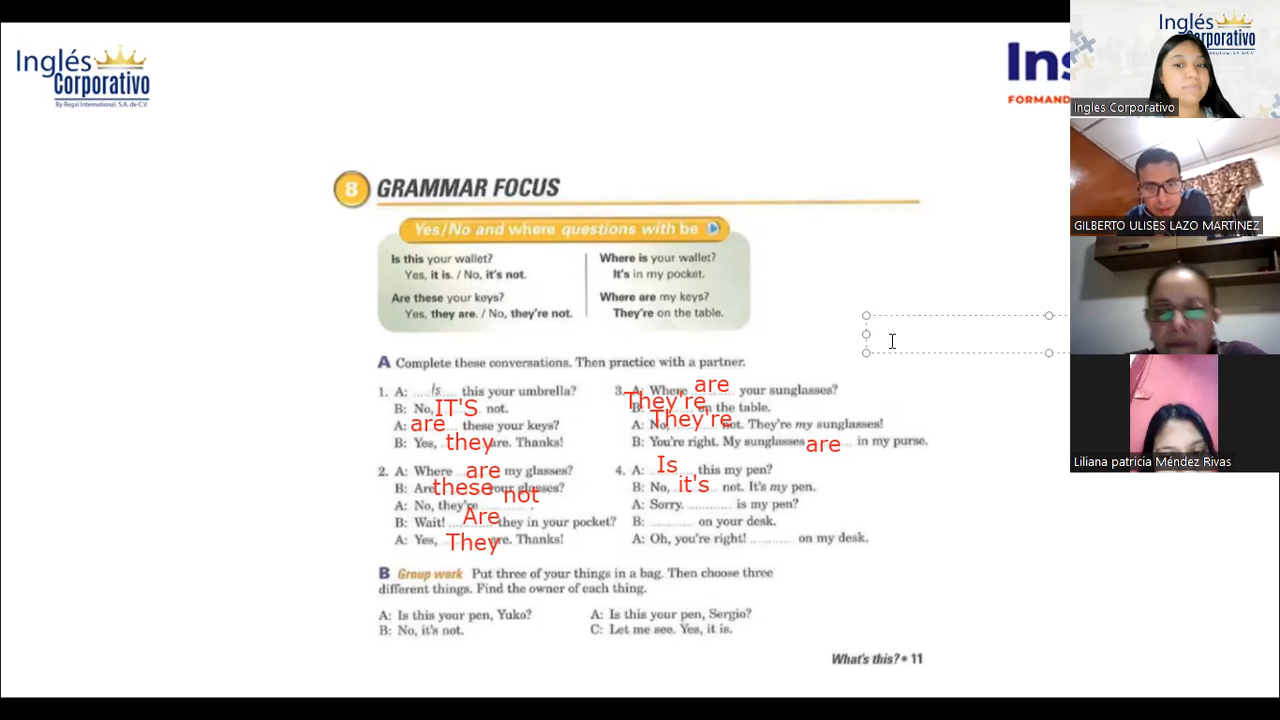 Inglés
Corporativo
By Regal International, S.A. de C.V.
Ins
FORMAND
8 GRAMMAR FOCUS
Yes/No and where questions with be
Is this your wallet?
Yes, it is. / No, it's not.
Are these your keys?
Yes, they are. / No, they're not.
Where is your wallet?
It's in my pocket.
Where are my keys?
They're on the table.
A Complete these conversations. Then practice with a partner.
1. A: Is this your umbrella?
B: No, IT'S not.
A: are these your keys?
B: Yes, they are. Thanks!
2. A: Where are my glasses?
B: Are these your glasses?
A: No, they're not .
B: Wait! Are they in your pocket?
A: Yes, They are. Thanks!
3. A: Where are your sunglasses?
B: They're on the table.
A: No, They're not. They're my sunglasses!
B: You're right. My sunglasses are in my purse.
4. A: Is this my pen?
B: No, it's not. It's my pen.
A: Sorry. is my pen?
B: on your desk.
A: Oh, you're right! on my desk.
B Group work Put three of your things in a bag. Then choose three
different things. Find the owner of each thing.
A: Is this your pen, Yuko?
B: No, it's not.
A: Is this your pen, Sergio?
C: Let me see. Yes, it is.
What's this? • 11
Inglés
Corporativo
Ingles Corporativo
GILBERTO ULISES LAZO MARTINEZ
Liliana patricia Méndez Rivas